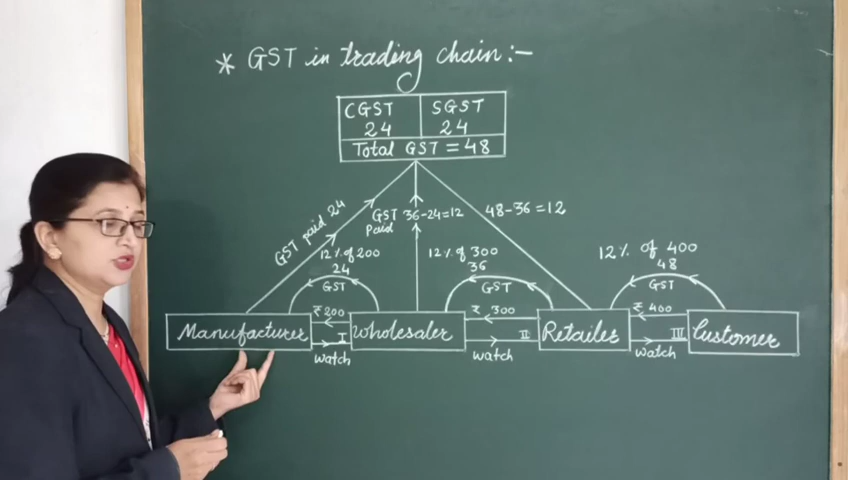 * GST in trading chain:-
CGST SGST
24 24
Total GST = 48
GST paid 24
GST 36-24=12
Paid
48-36=12
12% of 200
24
GST
12% of 300
36
GST
12% of 400
48
GST
₹200
₹ 300
₹ 400
Manufacturer
I
Wholesaler
II
Retailer
III
Customer
watch
watch
watch